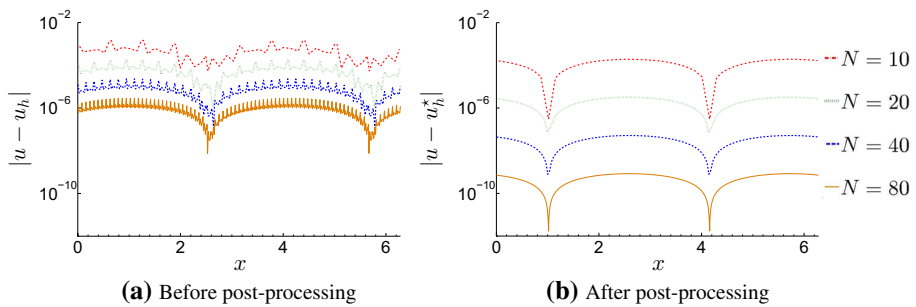 10^{-2}
10^{-6}
10^{-10}
|u − u_h|
0 2 4 6
x
(a) Before post-processing
10^{-2}
10^{-6}
10^{-10}
|u − u_h^⋆|
0 2 4 6
x
(b) After post-processing
N = 10
N = 20
N = 40
N = 80